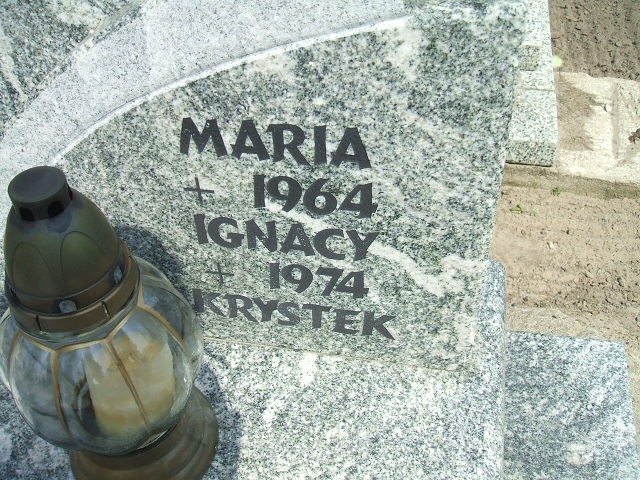 MARIA
+ 1964
IGNACY
+ 1974
KRYSTEK